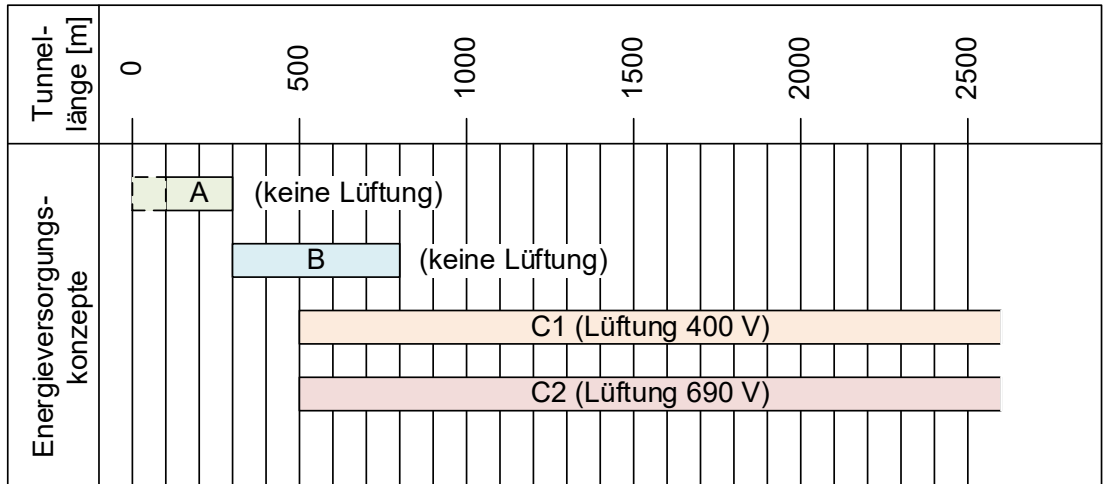 Tunnel-
länge [m]
0
500
1000
1500
2000
2500
Energieversorgungs-
konzepte
A (keine Lüftung)
B (keine Lüftung)
C1 (Lüftung 400 V)
C2 (Lüftung 690 V)